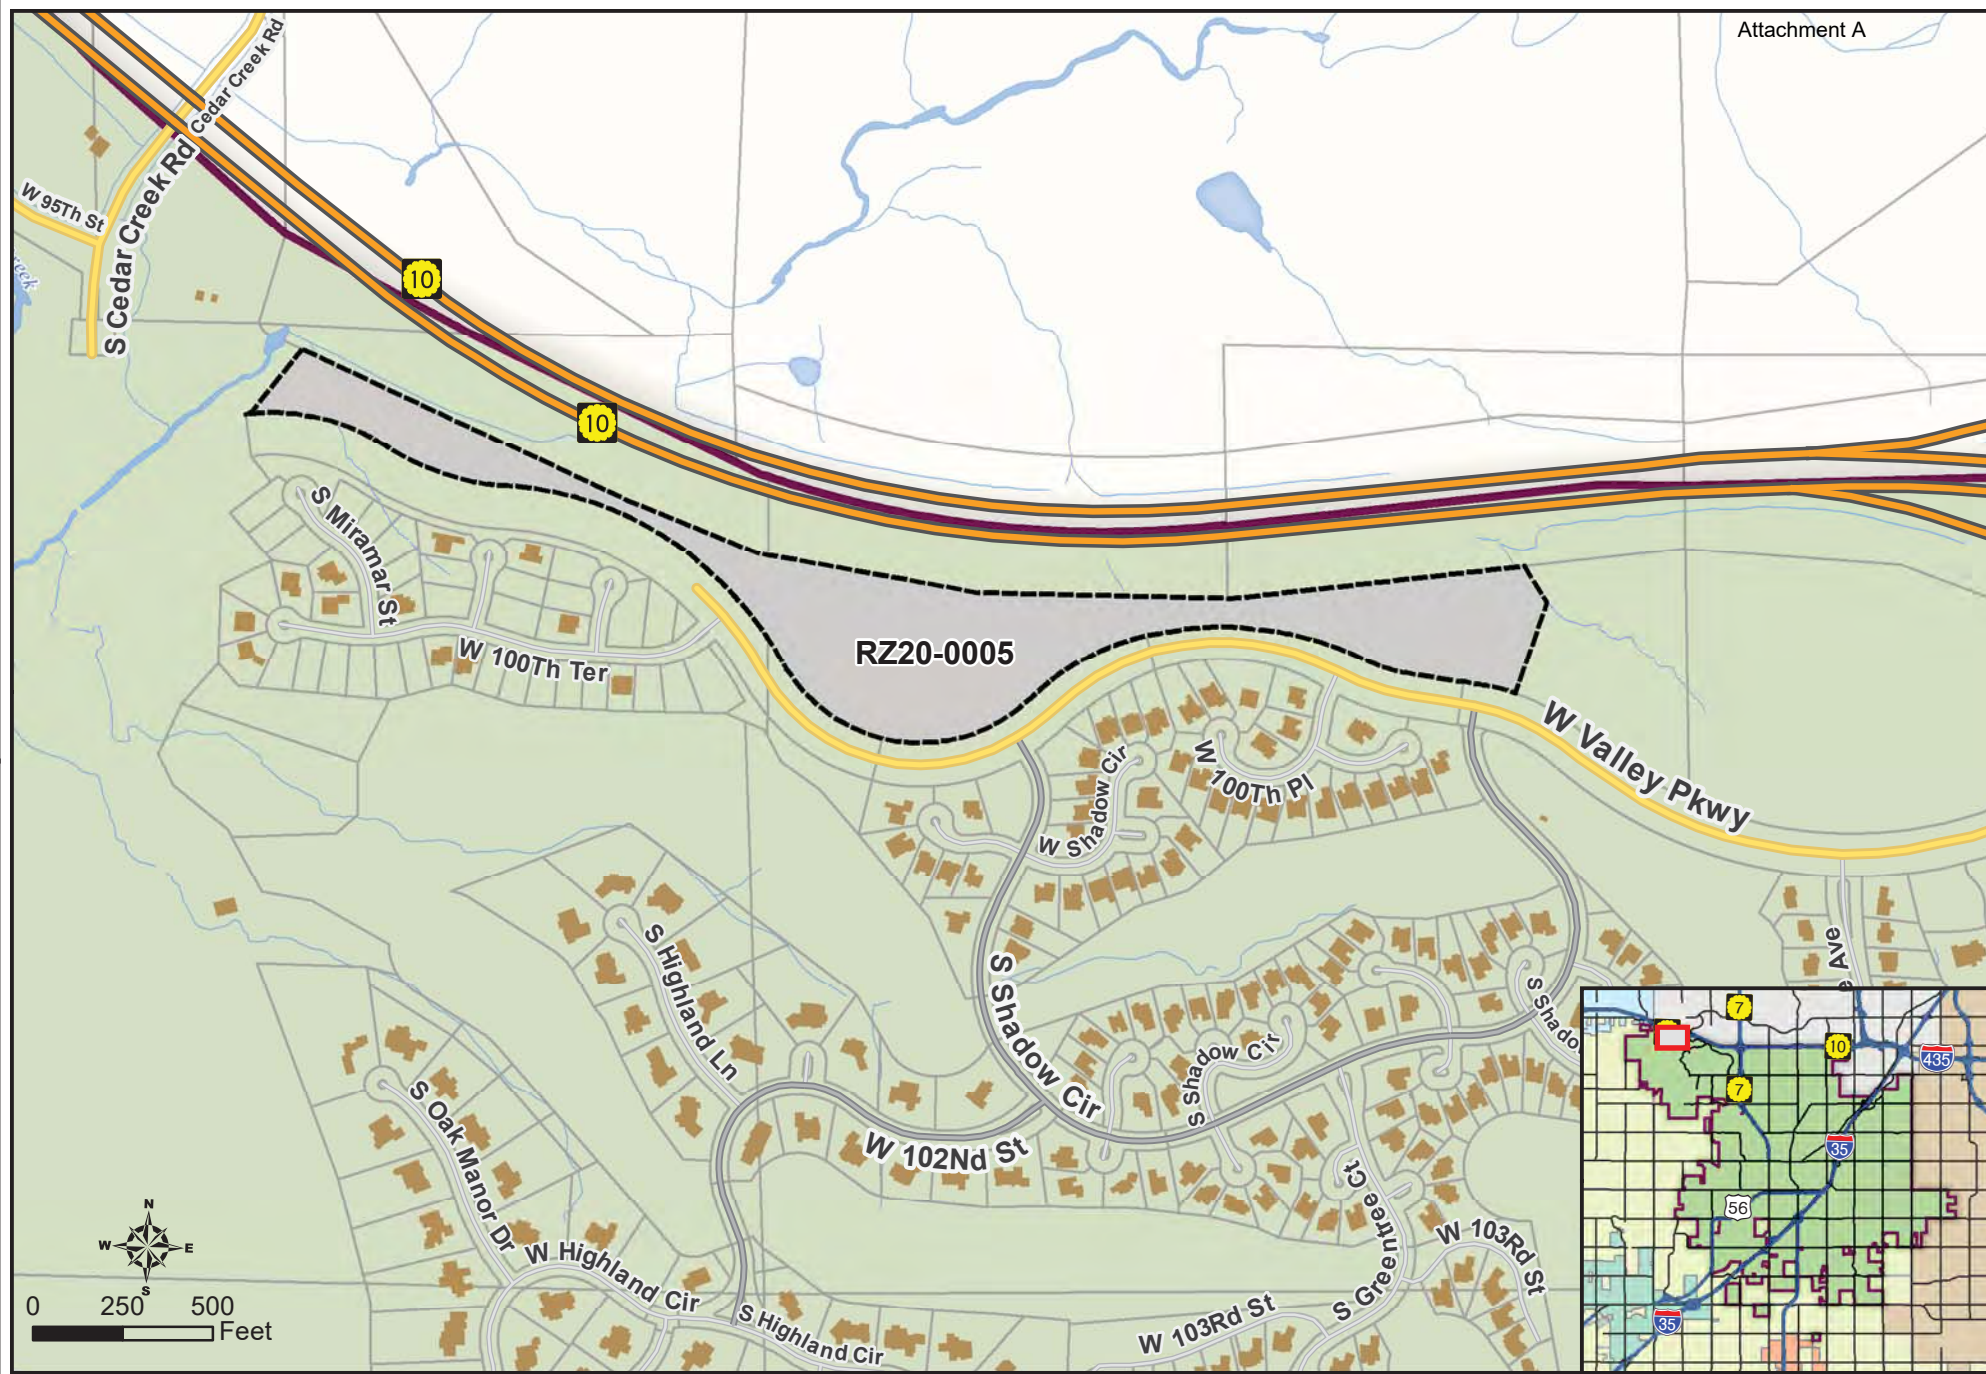 Attachment A
Cedar Creek Rd
S Cedar Creek Rd
W 95Th St
reek
10
10
S Miramar St
W 100Th Ter
RZ20-0005
W Valley Pkwy
W 100Th Pl
W Shadow Cir
S Shadow Cir
S Highland Ln
S Oak Manor Dr
W Highland Cir
S Highland Cir
W 102Nd St
S Shadow Cir
S Shado
e Ave
S Greentree Ct
W 103Rd St
W 103Rd St
N
W
E
S
0 250 500
Feet
7
10
435
7
35
56
35